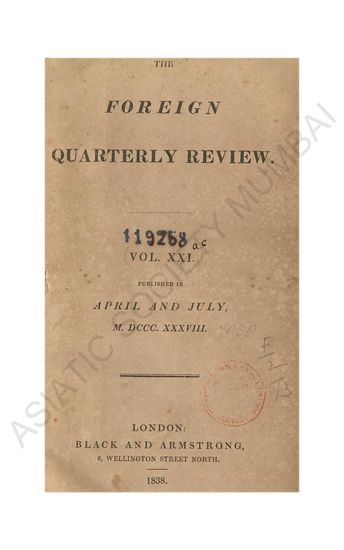 THE
FOREIGN
QUARTERLY REVIEW.
119258 ac
VOL. XXI.
PUBLISHED IN
APRIL AND JULY,
M. DCCC. XXXVIII.
LONDON:
BLACK AND ARMSTRONG,
8, WELLINGTON STREET NORTH.
1838.
ASIATIC SOCIETY MUMBAI